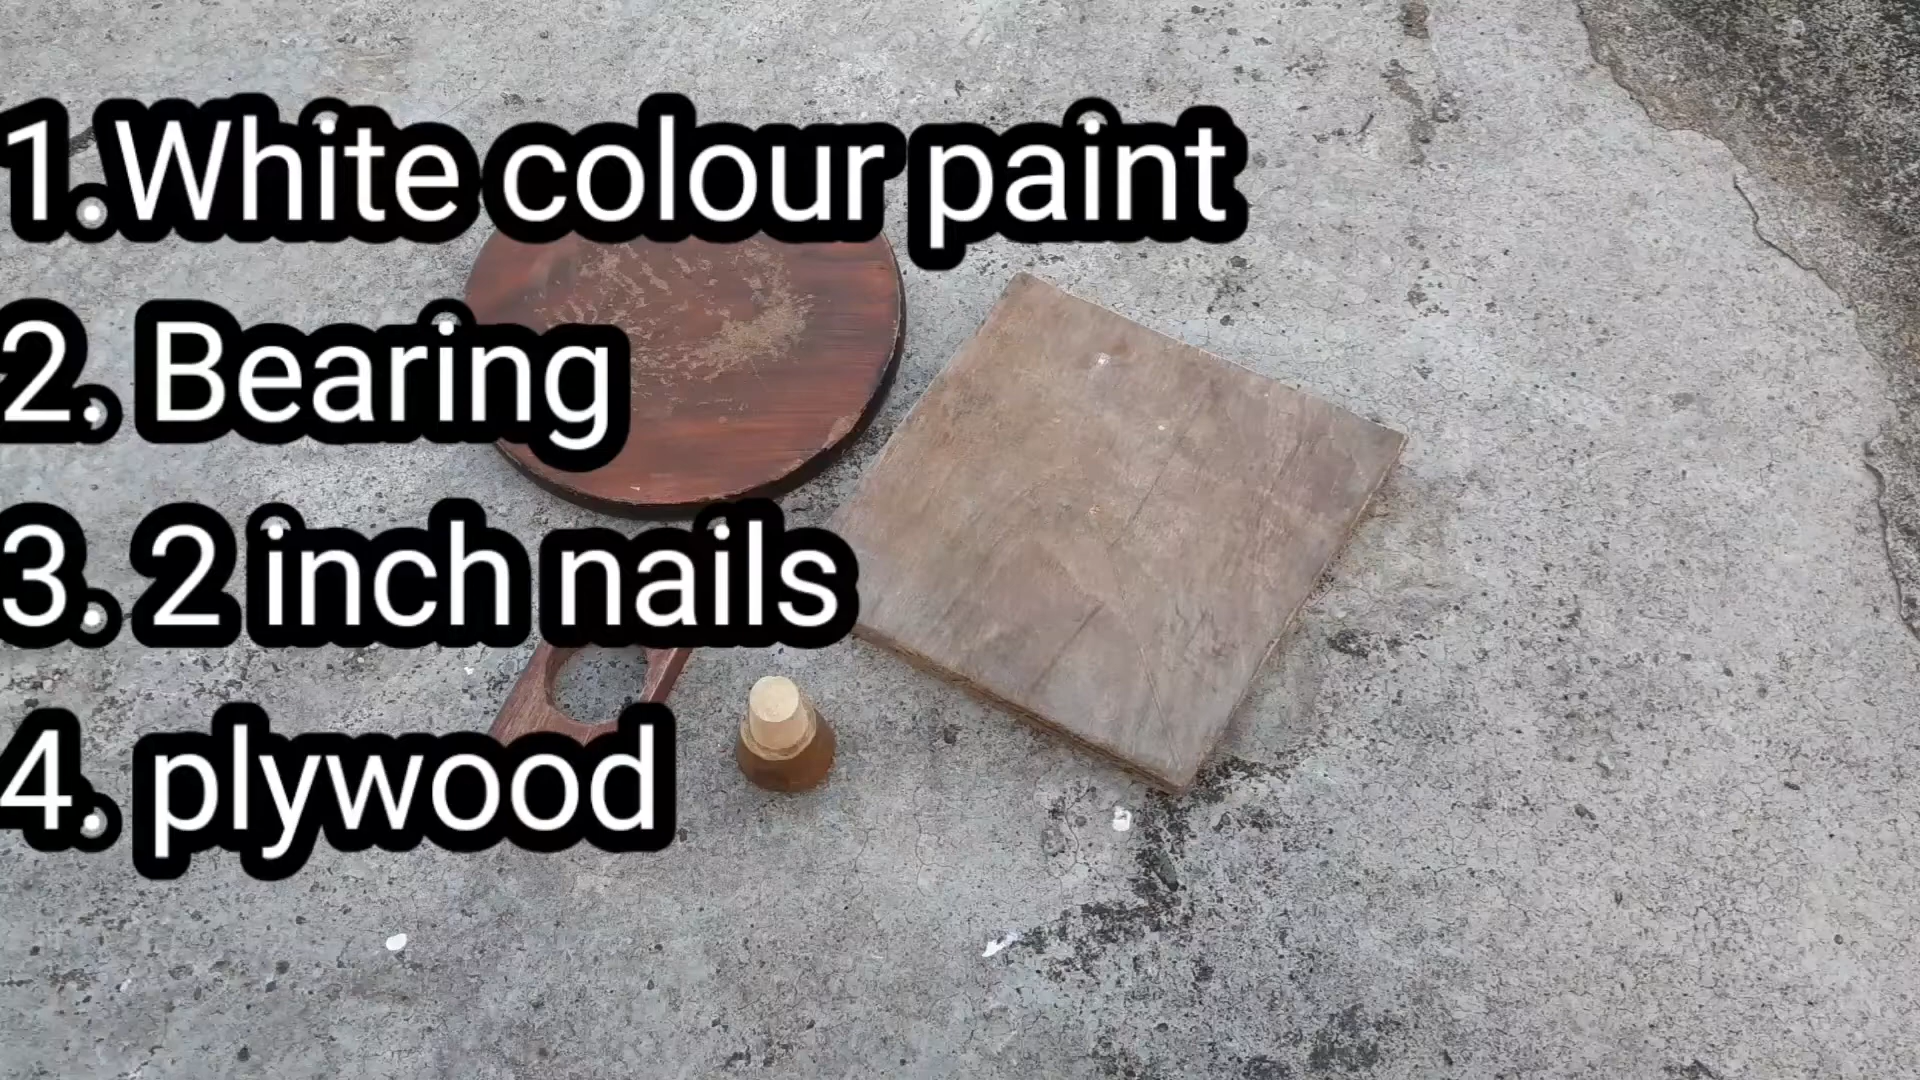 1.White colour paint
2. Bearing
3. 2 inch nails
4. plywood